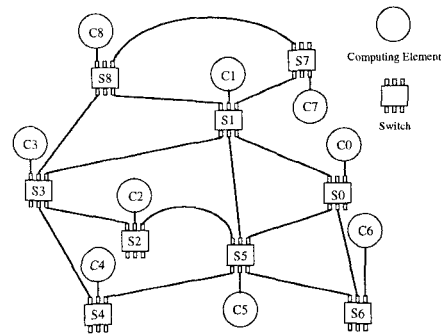 C8
S8
S7
C1
C7
Computing Element
S1
Switch
C3
C0
S3
C2
S0
S2
C6
C4
S5
S4
C5
S6